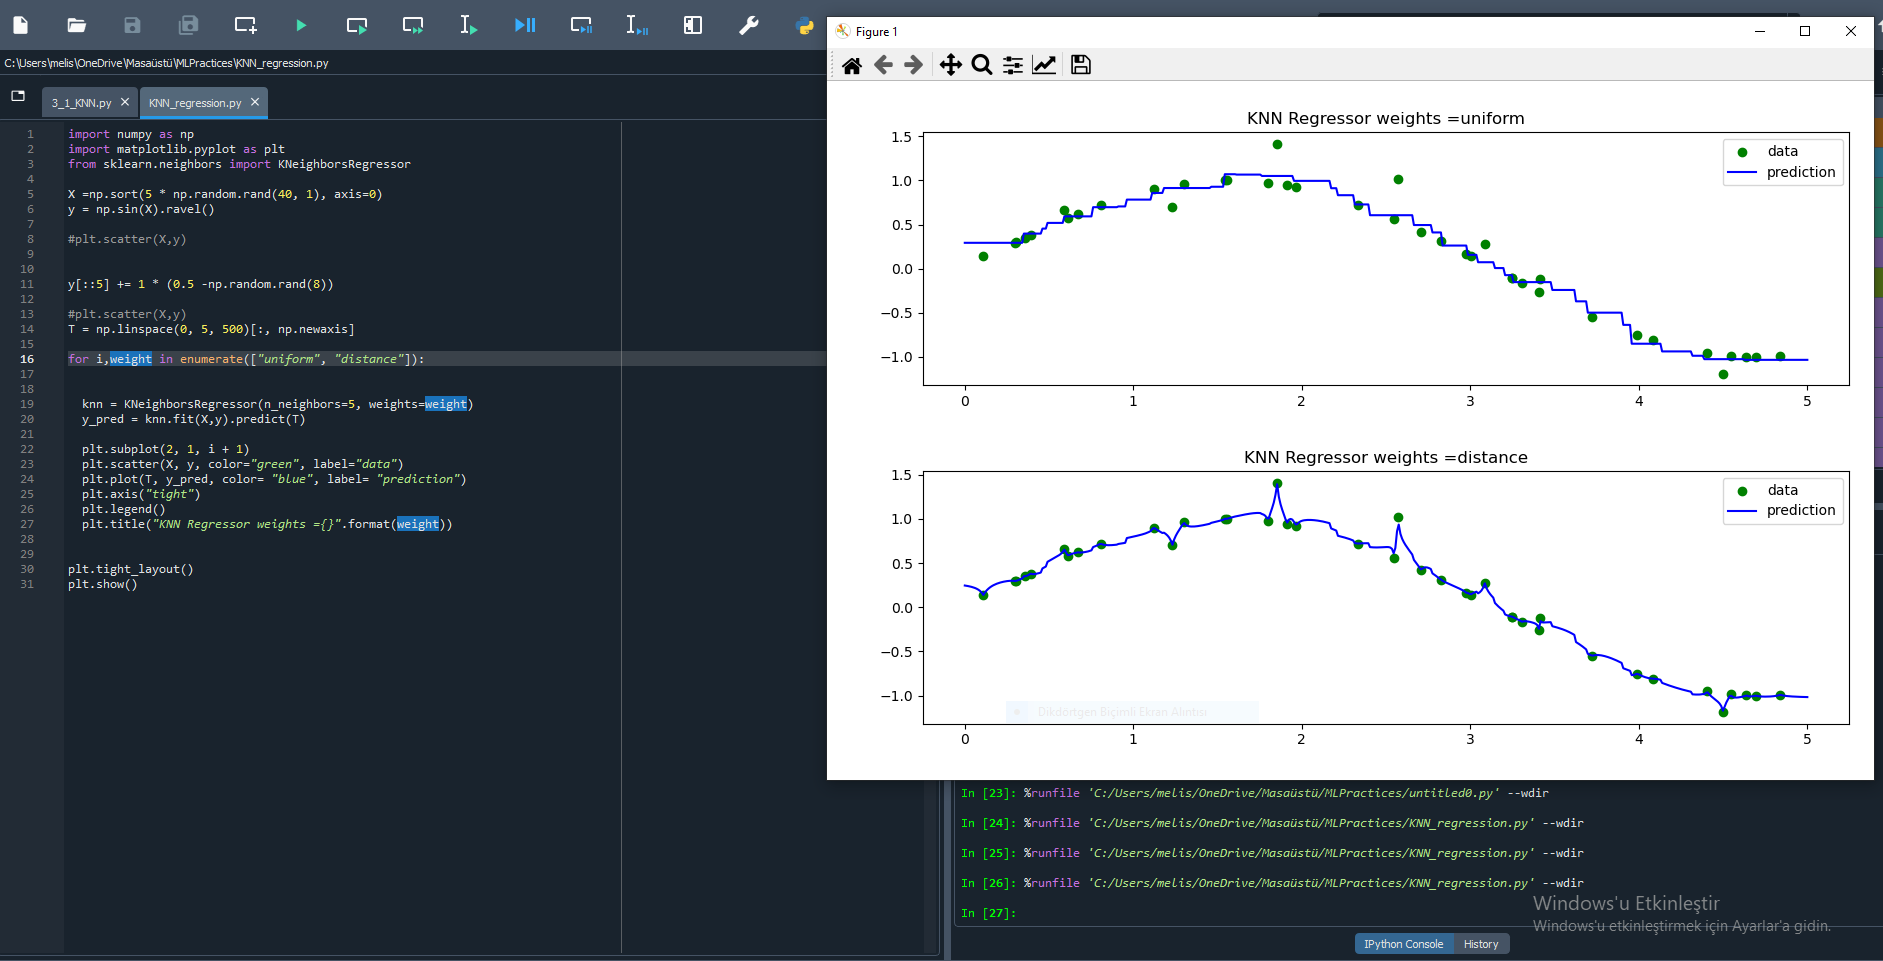 C:\Users\melis\OneDrive\Masaüstü\MLPractices\KNN_regression.py
3_1_KNN.py
KNN_regression.py
1 import numpy as np
2 import matplotlib.pyplot as plt
3 from sklearn.neighbors import KNeighborsRegressor
4
5 X =np.sort(5 * np.random.rand(40, 1), axis=0)
6 y = np.sin(X).ravel()
7
8 #plt.scatter(X,y)
9
10
11 y[::5] += 1 * (0.5 -np.random.rand(8))
12
13 #plt.scatter(X,y)
14 T = np.linspace(0, 5, 500)[:, np.newaxis]
15
16 for i,weight in enumerate(["uniform", "distance"]):
17
18
19 knn = KNeighborsRegressor(n_neighbors=5, weights=weight)
20 y_pred = knn.fit(X,y).predict(T)
21
22 plt.subplot(2, 1, i + 1)
23 plt.scatter(X, y, color="green", label="data")
24 plt.plot(T, y_pred, color= "blue", label= "prediction")
25 plt.axis("tight")
26 plt.legend()
27 plt.title("KNN Regressor weights ={}".format(weight))
28
29
30 plt.tight_layout()
31 plt.show()
Figure 1
KNN Regressor weights =uniform
1.5
1.0
0.5
0.0
−0.5
−1.0
0 1 2 3 4 5
data
prediction
KNN Regressor weights =distance
1.5
1.0
0.5
0.0
−0.5
−1.0
0 1 2 3 4 5
data
prediction
Dikdörtgen Biçimli Ekran Alıntısı
In [23]: %runfile 'C:/Users/melis/OneDrive/Masaüstü/MLPractices/untitled0.py' --wdir
In [24]: %runfile 'C:/Users/melis/OneDrive/Masaüstü/MLPractices/KNN_regression.py' --wdir
In [25]: %runfile 'C:/Users/melis/OneDrive/Masaüstü/MLPractices/KNN_regression.py' --wdir
In [26]: %runfile 'C:/Users/melis/OneDrive/Masaüstü/MLPractices/KNN_regression.py' --wdir
In [27]:
Windows'u Etkinleştir
Windows'u etkinleştirmek için Ayarlar'a gidin.
IPython Console
History